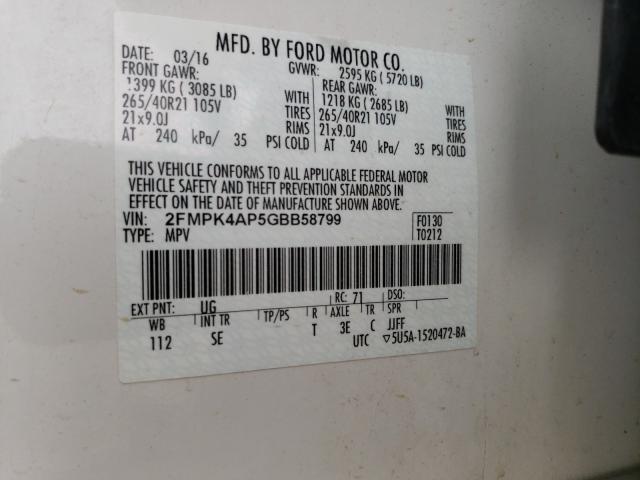 MFD. BY FORD MOTOR CO.
DATE: 03/16 GVWR: 2595 KG ( 5720 LB)
FRONT GAWR: REAR GAWR:
1399 KG ( 3085 LB) WITH 1218 KG ( 2685 LB) WITH
265/40R21 105V TIRES 265/40R21 105V TIRES
21x9.0J RIMS 21x9.0J RIMS
AT 240 kPa/ 35 PSI COLD AT 240 kPa/ 35 PSI COLD
THIS VEHICLE CONFORMS TO ALL APPLICABLE FEDERAL MOTOR
VEHICLE SAFETY AND THEFT PREVENTION STANDARDS IN
EFFECT ON THE DATE OF MANUFACTURE SHOWN ABOVE.
VIN: 2FMPK4AP5GBB58799 F0130
TYPE: MPV T0212
EXT PNT: UG RC: 71 DSO:
WB INT TR TP/PS R AXLE TR SPR
112 SE T 3E C JJFF
UTC ▽5U5A-1520472-BA